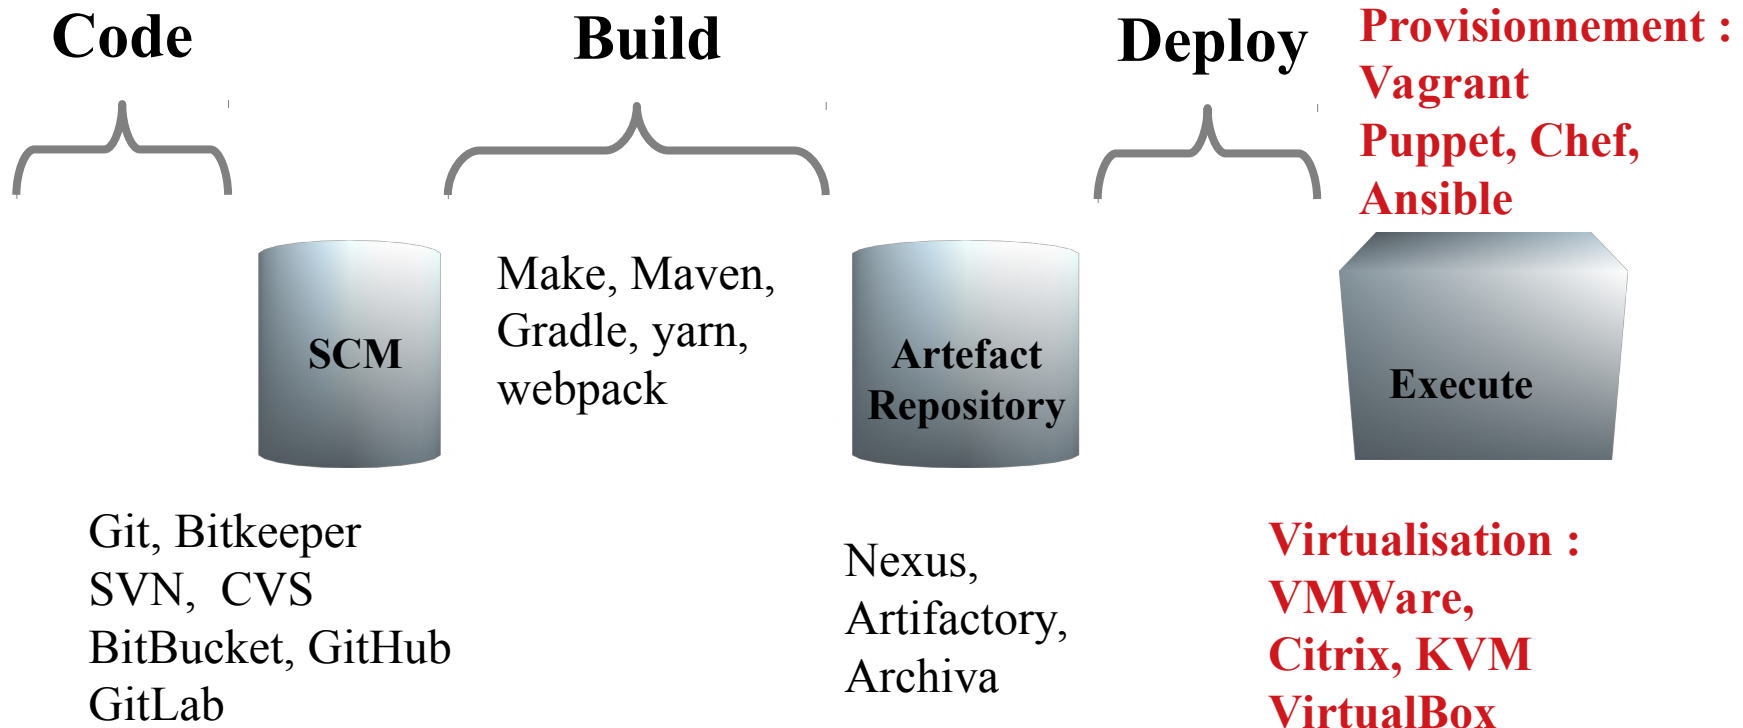 Code
Build
Deploy
Provisionnement :
Vagrant
Puppet, Chef,
Ansible
SCM
Make, Maven,
Gradle, yarn,
webpack
Artefact
Repository
Execute
Git, Bitkeeper
SVN,  CVS
BitBucket, GitHub
GitLab
Nexus,
Artifactory,
Archiva
Virtualisation :
VMWare,
Citrix, KVM
VirtualBox